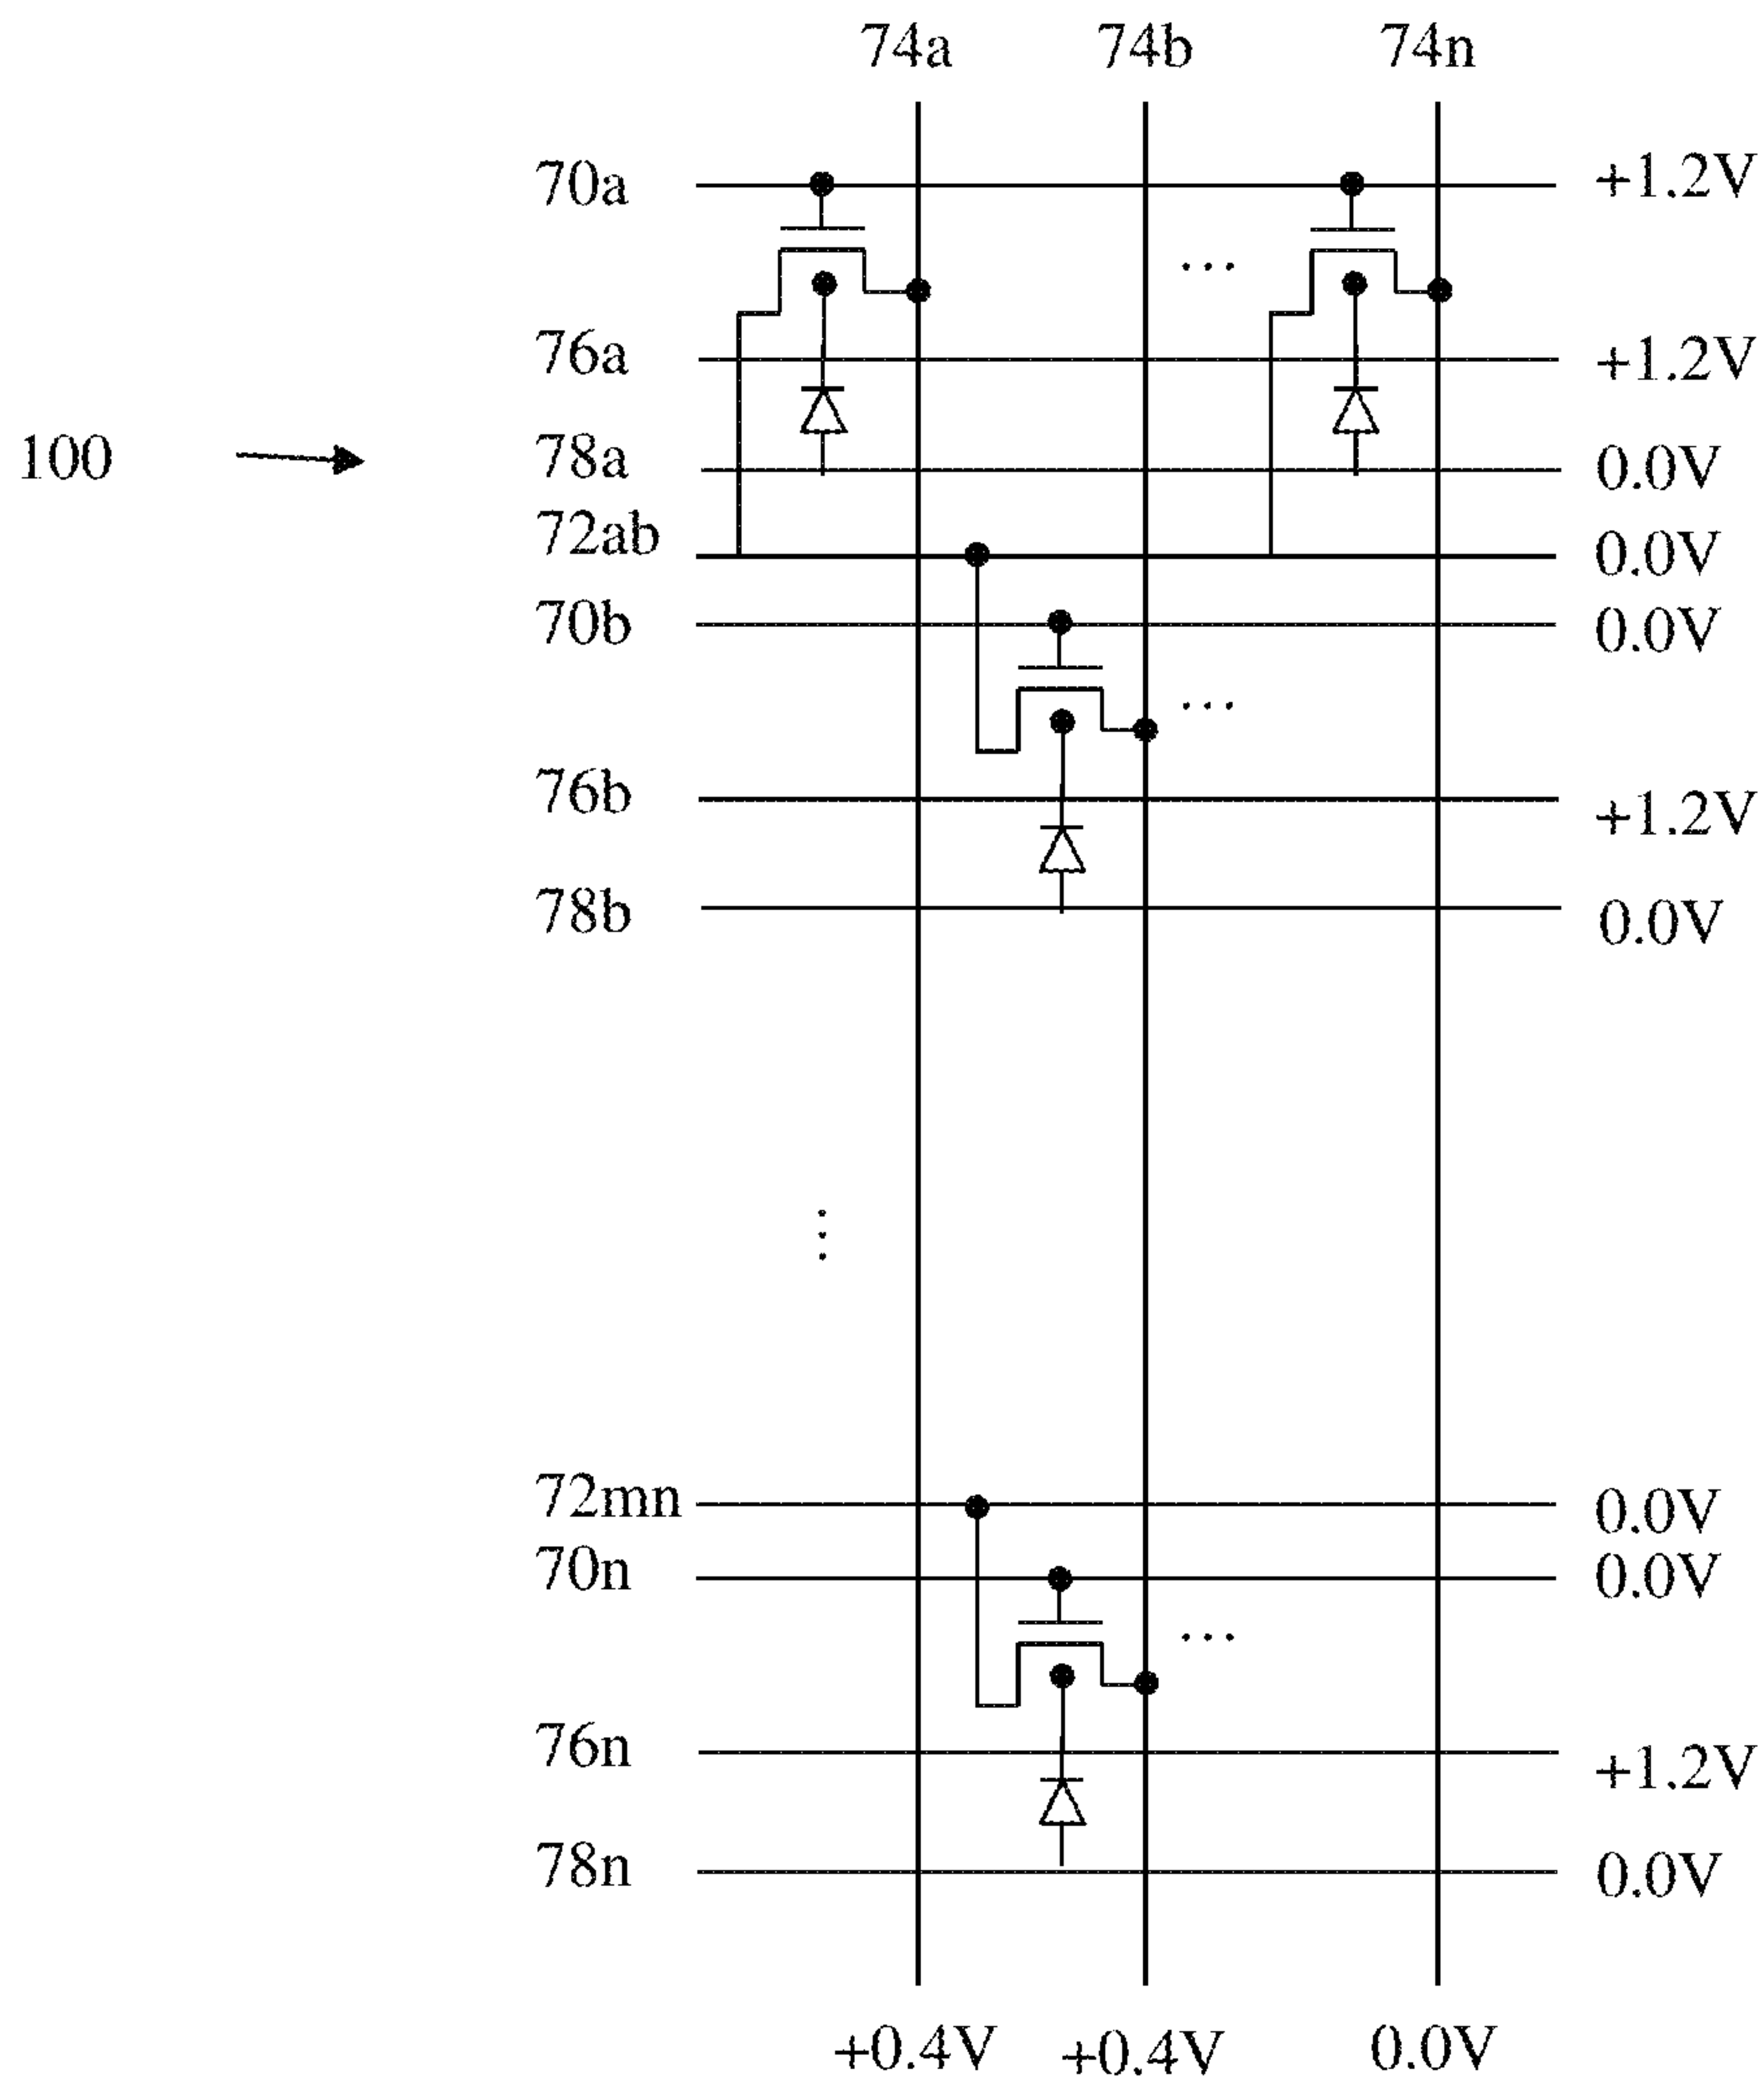 74a 74b 74n
70a +1.2V
...
76a +1.2V
100 78a 0.0V
72ab 0.0V
70b 0.0V
...
76b +1.2V
78b 0.0V
...
72mn 0.0V
70n 0.0V
...
76n +1.2V
78n 0.0V
+0.4V +0.4V 0.0V